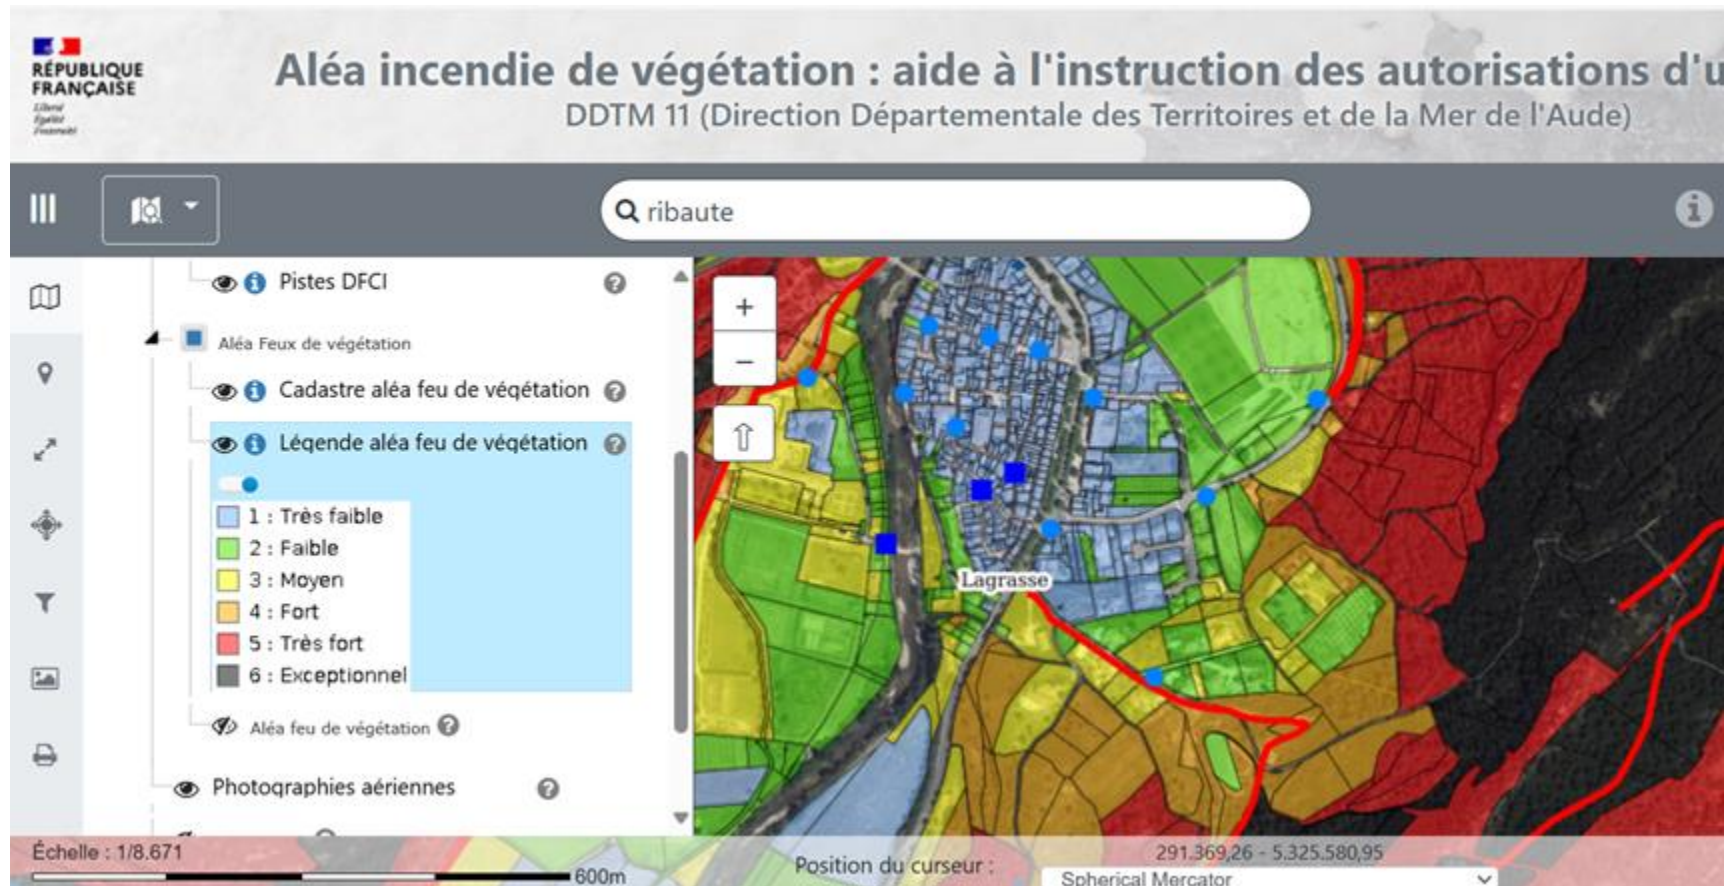 RÉPUBLIQUE
FRANÇAISE
Liberté
Égalité
Fraternité
Aléa incendie de végétation : aide à l'instruction des autorisations d'u
DDTM 11 (Direction Départementale des Territoires et de la Mer de l'Aude)
ribaute
Pistes DFCI
Aléa Feux de végétation
Cadastre aléa feu de végétation
Légende aléa feu de végétation
1 : Très faible
2 : Faible
3 : Moyen
4 : Fort
5 : Très fort
6 : Exceptionnel
Aléa feu de végétation
Photographies aériennes
Lagrasse
Échelle : 1/8.671
600m
Position du curseur :
291.369,26 - 5.325.580,95
Spherical Mercator